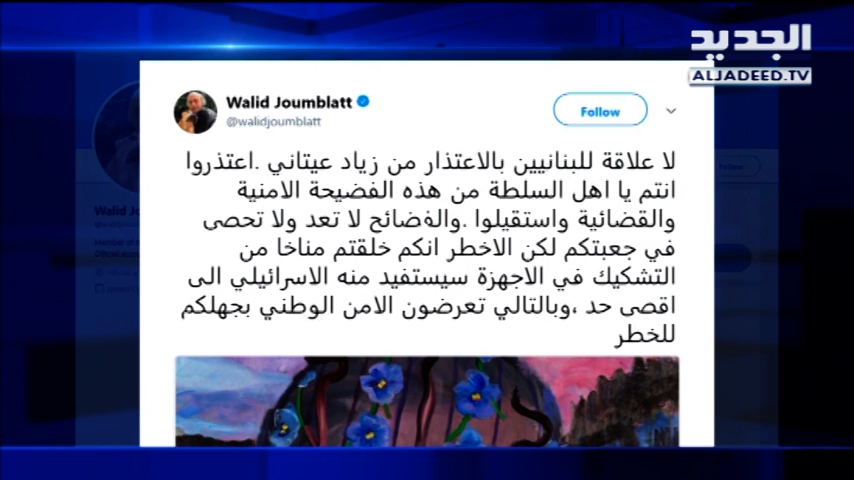 الجديد
ALJADEED.TV
Walid Joumblatt
@walidjoumblatt
Follow
لا علاقة للبنانيين بالاعتذار من زياد عيتاني .اعتذروا
انتم يا اهل السلطة من هذه الفضيحة الامنية
والقضائية واستقيلوا .والفضائح لا تعد ولا تحصى
في جعبتكم لكن الاخطر انكم خلقتم مناخا من
التشكيك في الاجهزة سيستفيد منه الاسرائيلي الى
اقصى حد ،وبالتالي تعرضون الامن الوطني بجهلكم
للخطر
Walid Jo